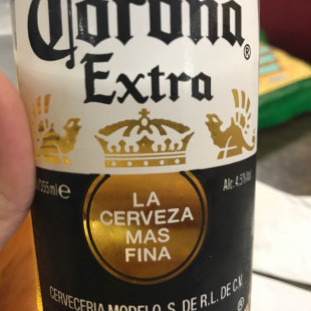 Corona®
Extra
355ml e
Alc. 4.5%Vol.
LA
CERVEZA
MAS
FINA
CERVECERIA MODELO, S. DE R.L. DE C.V.
®